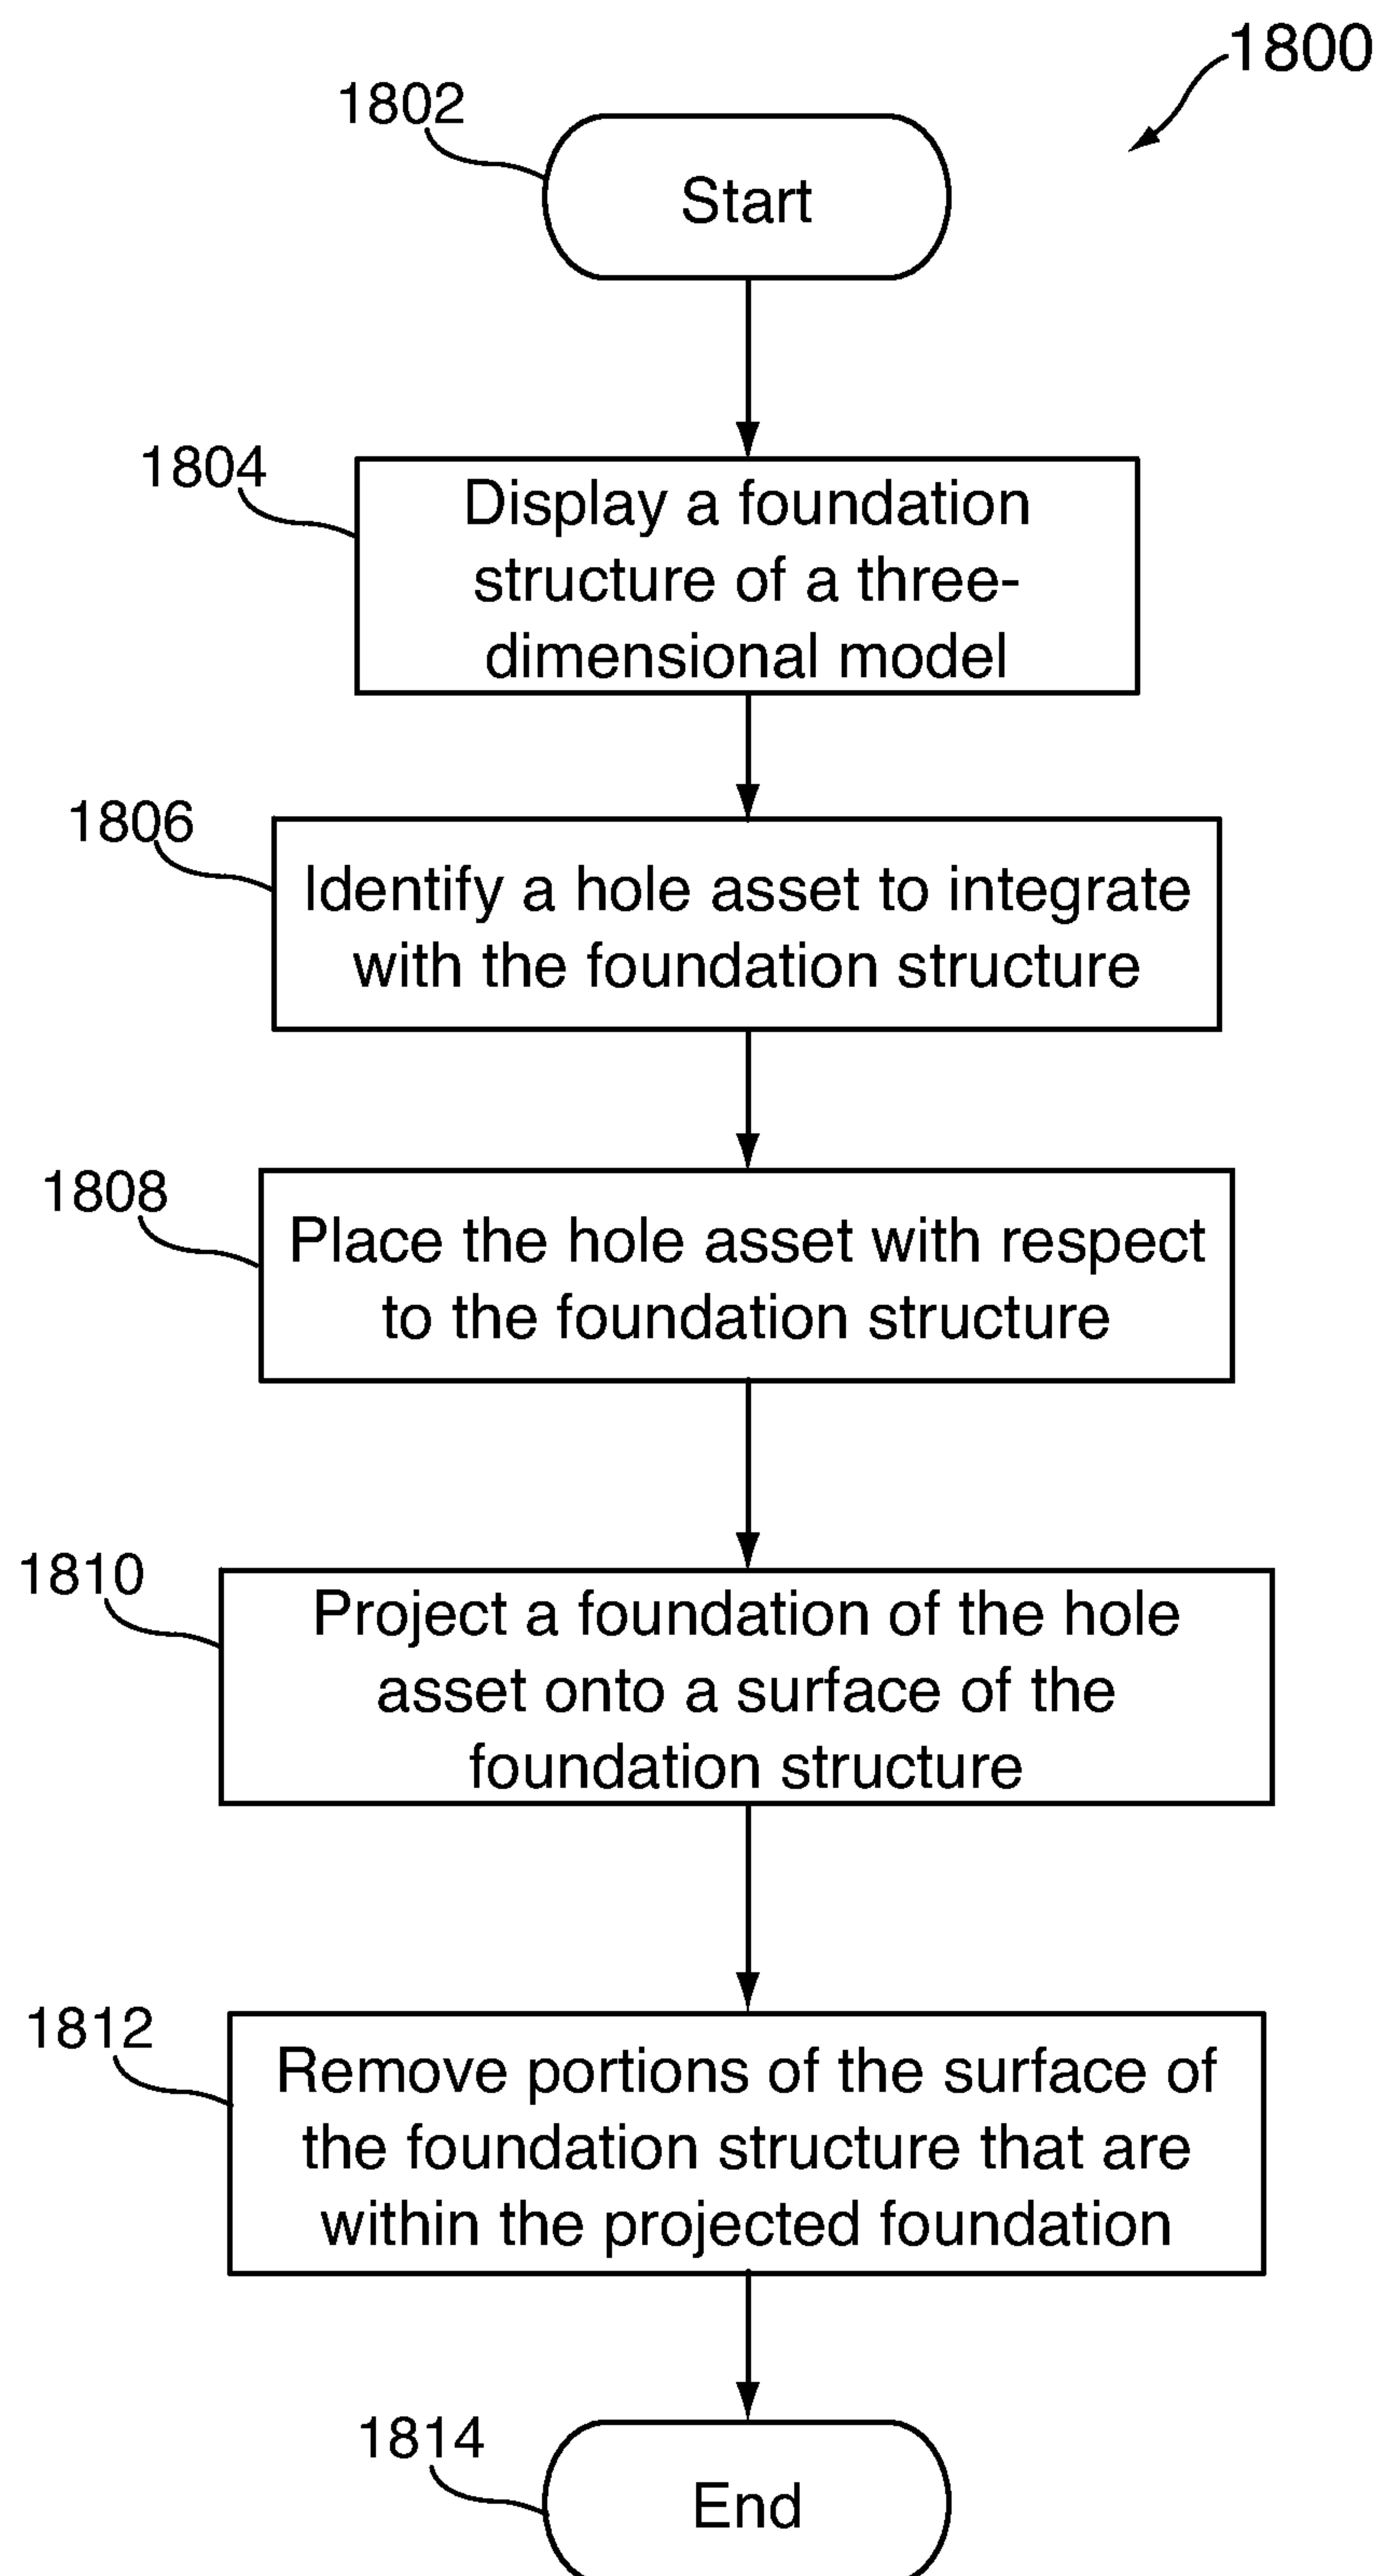 1800
1802
Start
1804
Display a foundation
structure of a three-
dimensional model
1806
Identify a hole asset to integrate
with the foundation structure
1808
Place the hole asset with respect
to the foundation structure
1810
Project a foundation of the hole
asset onto a surface of the
foundation structure
1812
Remove portions of the surface of
the foundation structure that are
within the projected foundation
1814
End